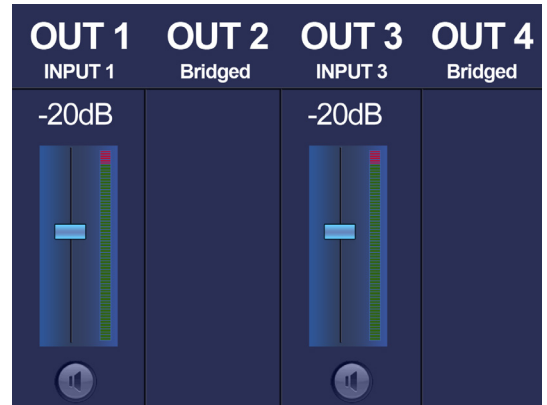 OUT 1 OUT 2 OUT 3 OUT 4
INPUT 1 Bridged INPUT 3 Bridged
-20dB -20dB